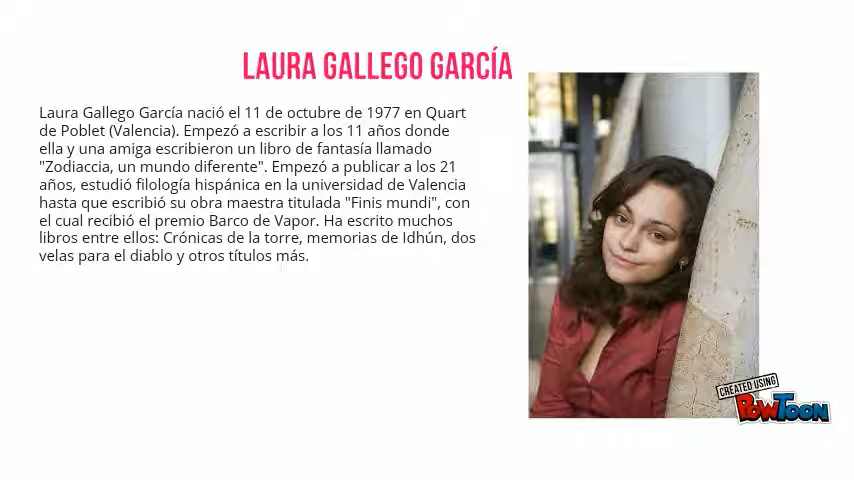 LAURA GALLEGO GARCÍA
Laura Gallego García nació el 11 de octubre de 1977 en Quart
de Poblet (Valencia). Empezó a escribir a los 11 años donde
ella y una amiga escribieron un libro de fantasía llamado
"Zodiaccia, un mundo diferente". Empezó a publicar a los 21
años, estudió filología hispánica en la universidad de Valencia
hasta que escribió su obra maestra titulada "Finis mundi", con
el cual recibió el premio Barco de Vapor. Ha escrito muchos
libros entre ellos: Crónicas de la torre, memorias de Idhún, dos
velas para el diablo y otros títulos más.
CREATED USING
POWTOON